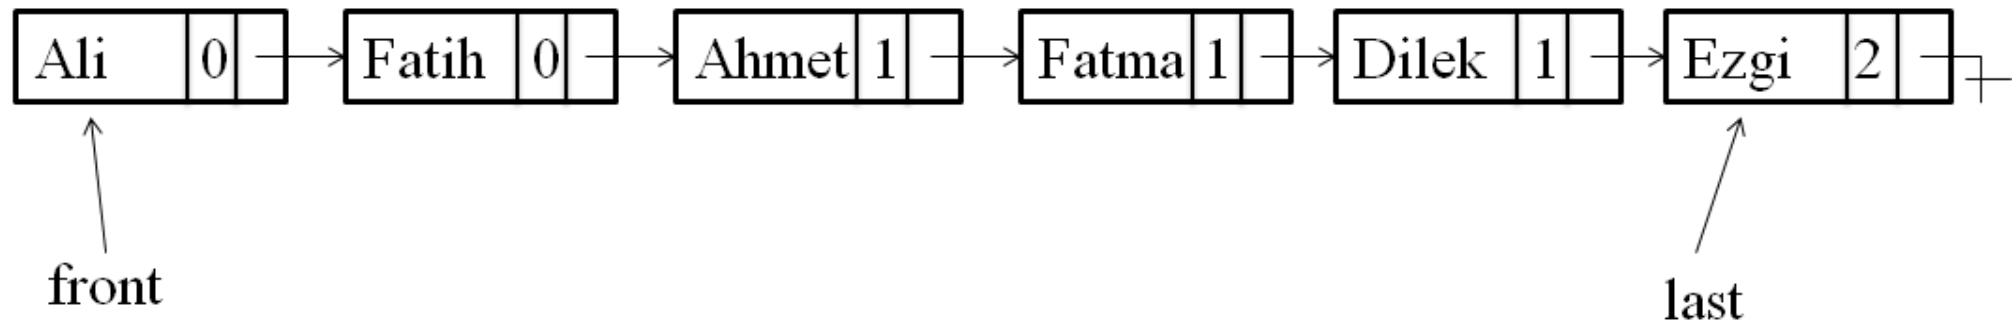 Ali 0 Fatih 0 Ahmet 1 Fatma 1 Dilek 1 Ezgi 2
front last